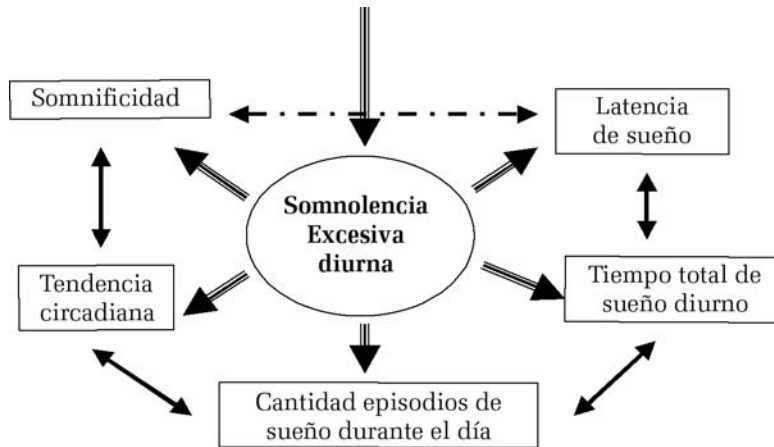 Somnificidad
Latencia
de sueño
Somnolencia
Excesiva
diurna
Tendencia
circadiana
Tiempo total de
sueño diurno
Cantidad episodios de
sueño durante el día